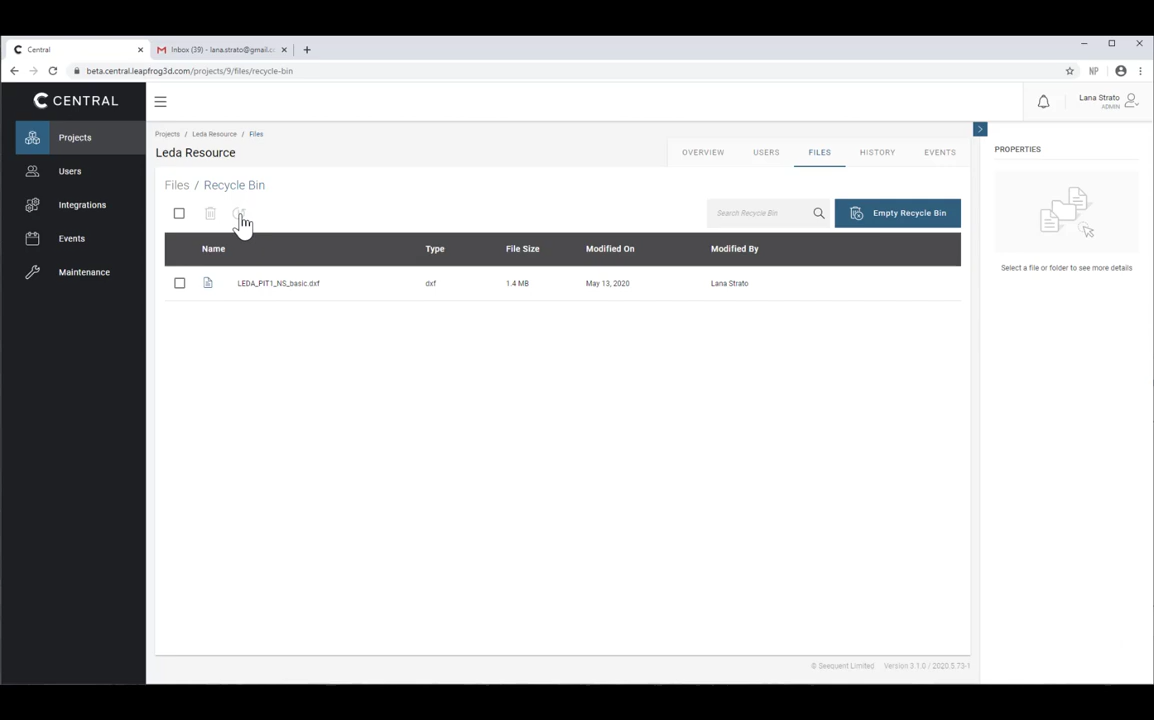 Central
Inbox (39) - lana.strato@gmail.c
beta.central.leapfrog3d.com/projects/9/files/recycle-bin
NP
CENTRAL
Lana Strato
ADMIN
Projects
Users
Integrations
Events
Maintenance
Projects / Leda Resource / Files
Leda Resource
OVERVIEW USERS FILES HISTORY EVENTS
Files / Recycle Bin
Search Recycle Bin
Empty Recycle Bin
Name Type File Size Modified On Modified By
LEDA_PIT1_NS_basic.dxf dxf 1.4 MB May 13, 2020 Lana Strato
PROPERTIES
Select a file or folder to see more details
© Seequent Limited Version 3.1.0 / 2020.5.73-1